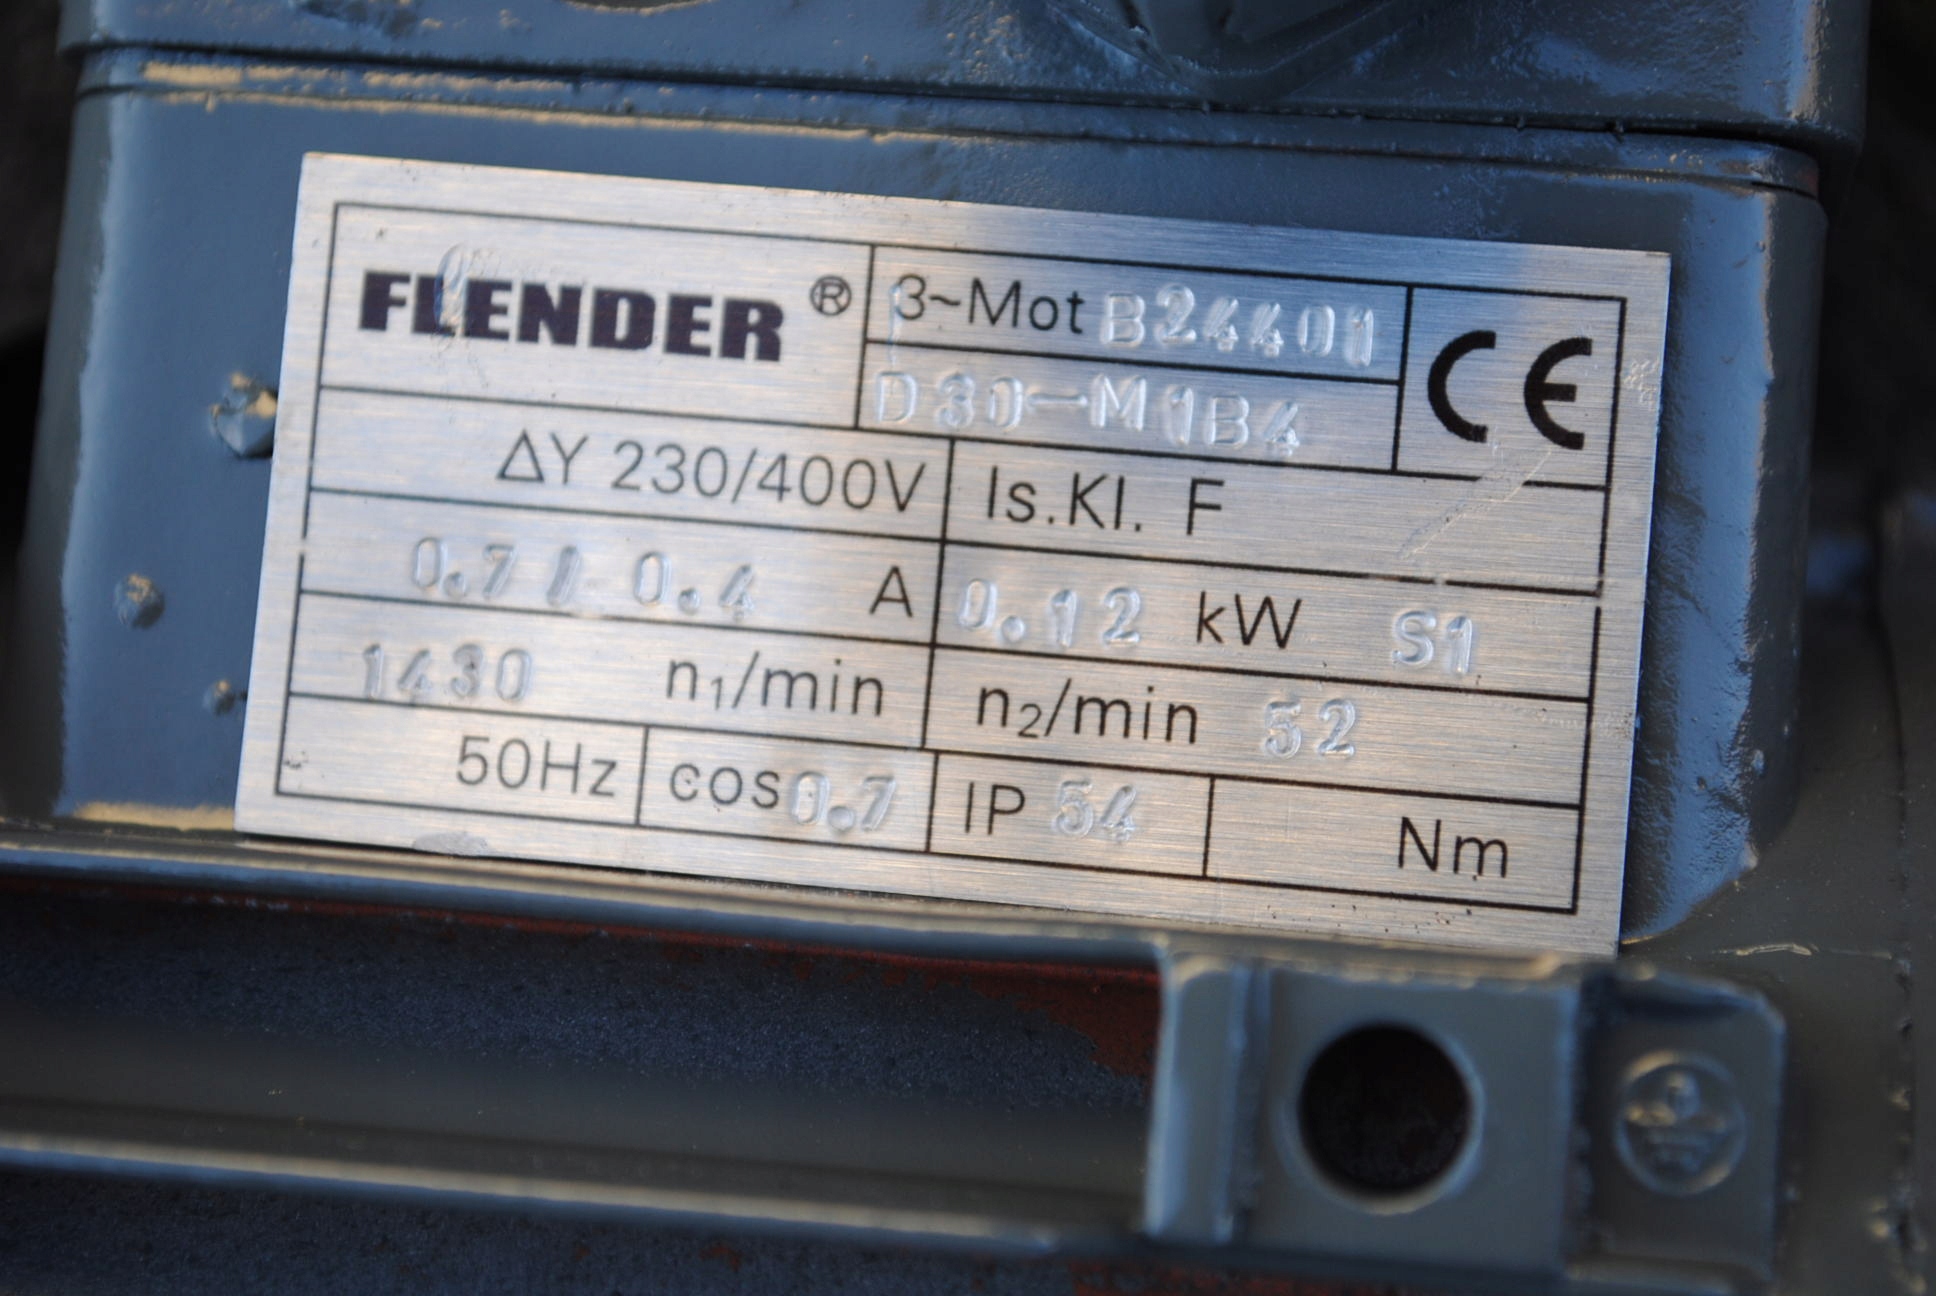 FLENDER ® 3~Mot B24401 CE
D30-M1B4
ΔY 230/400V Is.Kl. F
0.7/ 0.4 A 0.12 kW S1
1430 n₁/min n₂/min 52
50Hz cos 0.7 IP 54 Nm